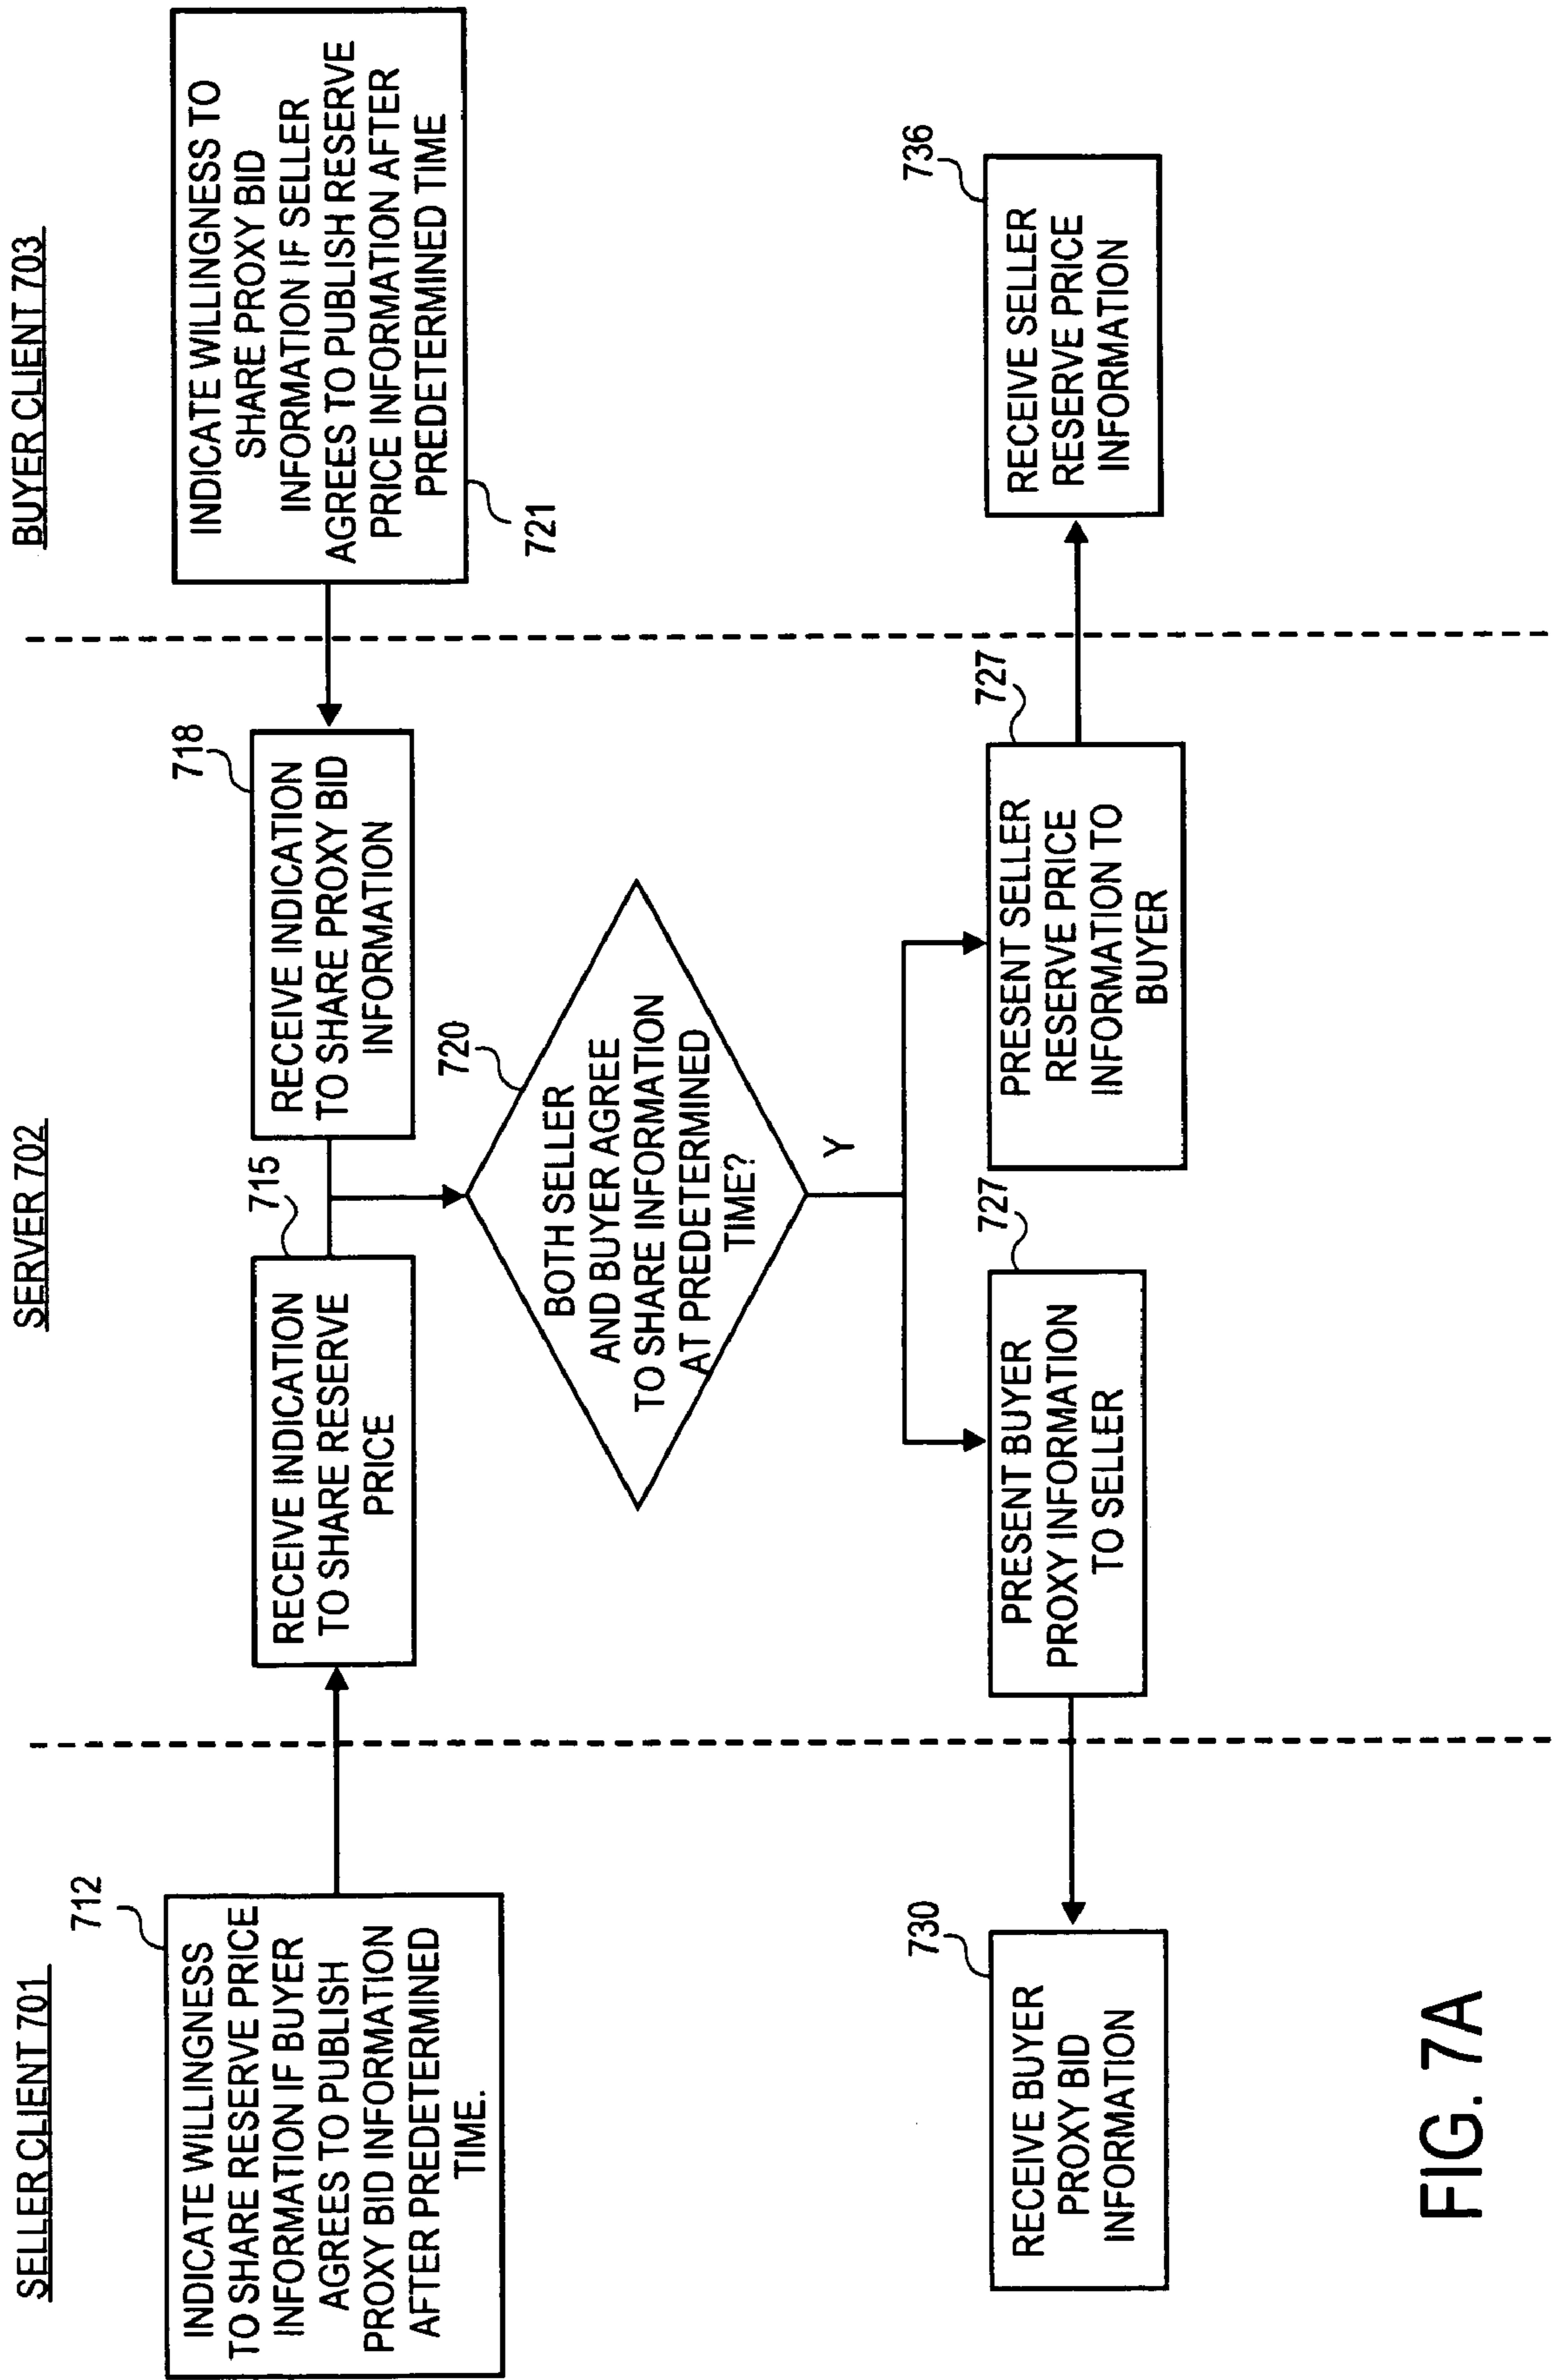 SELLER CLIENT 701
SERVER 702
BUYER CLIENT 703
712
INDICATE WILLINGNESS
TO SHARE RESERVE PRICE
INFORMATION IF BUYER
AGREES TO PUBLISH
PROXY BID INFORMATION
AFTER PREDETERMINED
TIME.
715
RECEIVE INDICATION
TO SHARE RESERVE
PRICE
718
RECEIVE INDICATION
TO SHARE PROXY BID
INFORMATION
INDICATE WILLINGNESS TO
SHARE PROXY BID
INFORMATION IF SELLER
AGREES TO PUBLISH RESERVE
PRICE INFORMATION AFTER
PREDETERMINED TIME
721
720
BOTH SELLER
AND BUYER AGREE
TO SHARE INFORMATION
AT PREDETERMINED
TIME?
Y
730
RECEIVE BUYER
PROXY BID
INFORMATION
727
PRESENT BUYER
PROXY INFORMATION
TO SELLER
727
PRESENT SELLER
RESERVE PRICE
INFORMATION TO
BUYER
736
RECEIVE SELLER
RESERVE PRICE
INFORMATION
FIG. 7A